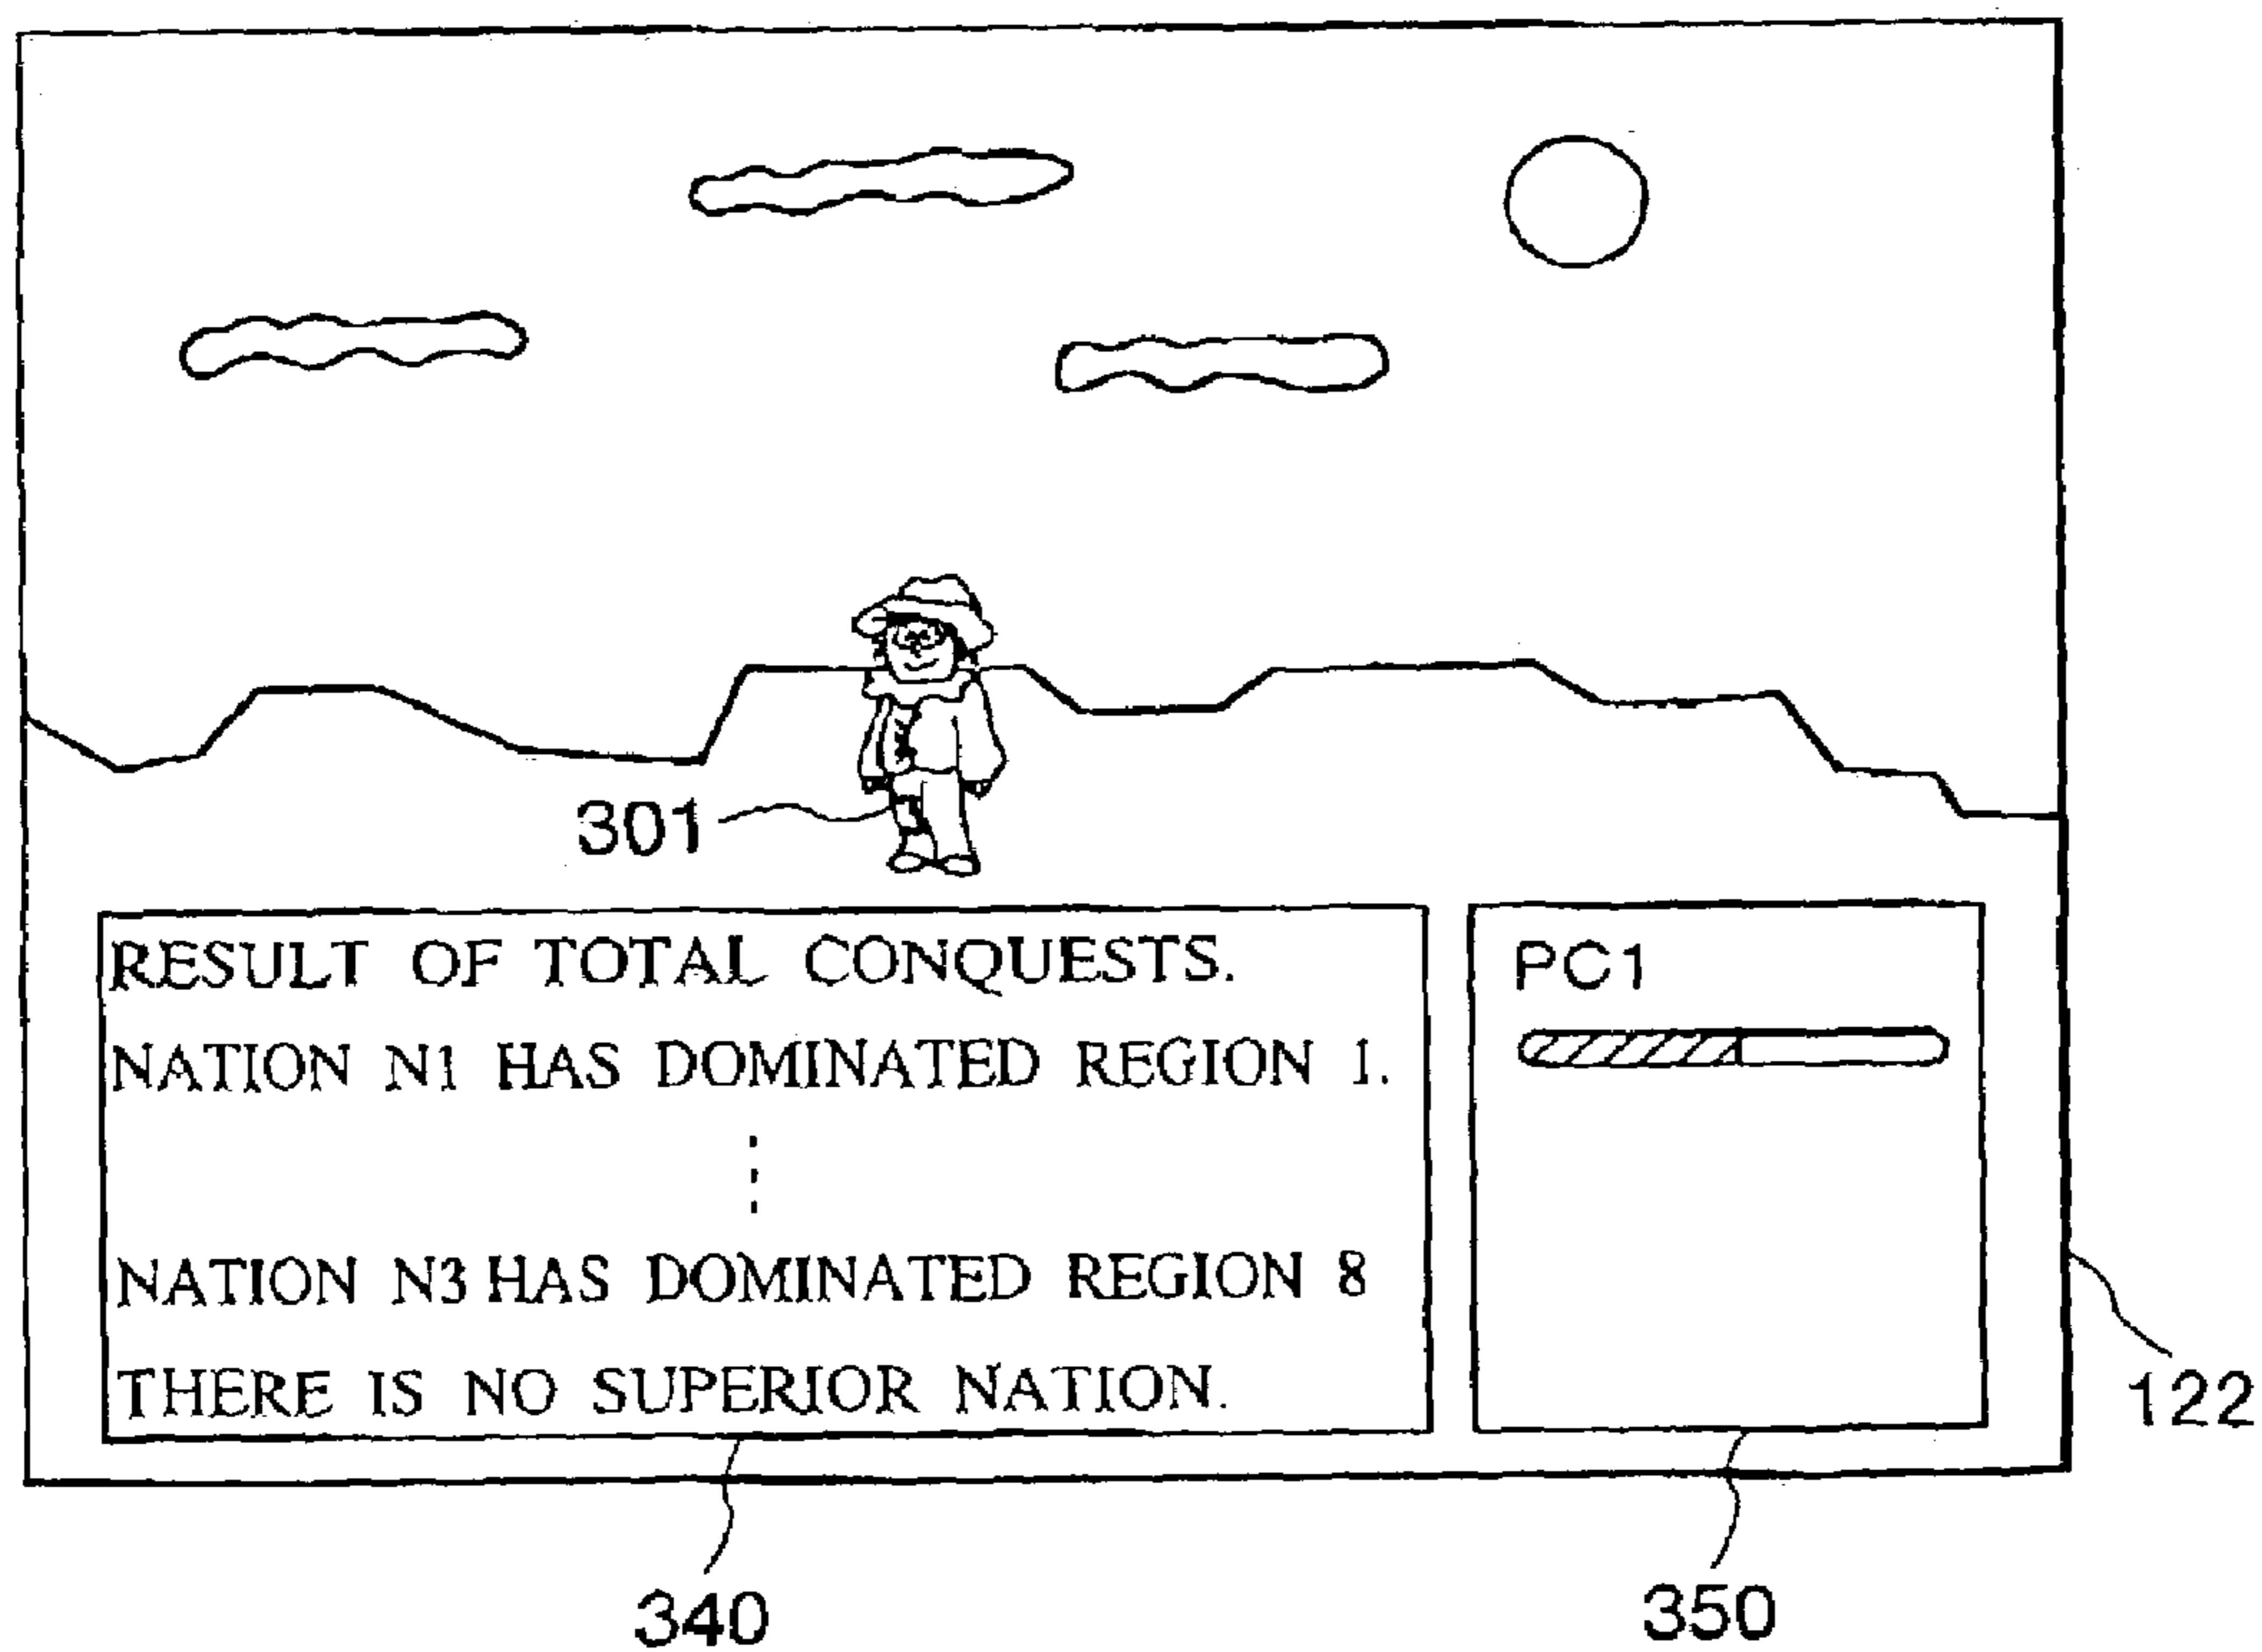 301
RESULT OF TOTAL CONQUESTS.
NATION N1 HAS DOMINATED REGION 1.
NATION N3 HAS DOMINATED REGION 8
THERE IS NO SUPERIOR NATION.
PC1
122
340
350